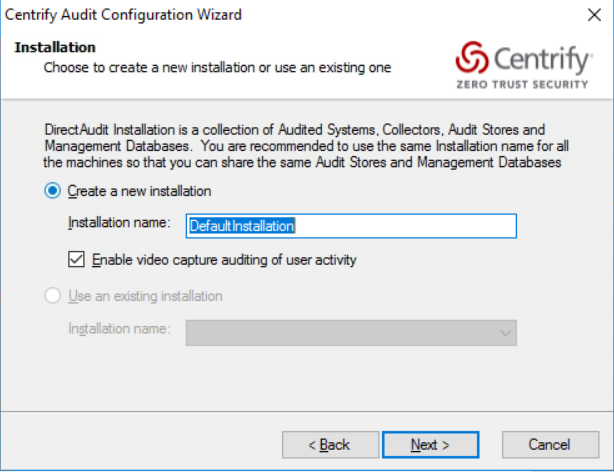 Centrify Audit Configuration Wizard
Installation
Choose to create a new installation or use an existing one
Centrify
ZERO TRUST SECURITY
DirectAudit Installation is a collection of Audited Systems, Collectors, Audit Stores and
Management Databases.  You are recommended to use the same Installation name for all
the machines so that you can share the same Audit Stores and Management Databases
Create a new installation
Installation name: DefaultInstallation
Enable video capture auditing of user activity
Use an existing installation
Installation name:
< Back Next > Cancel